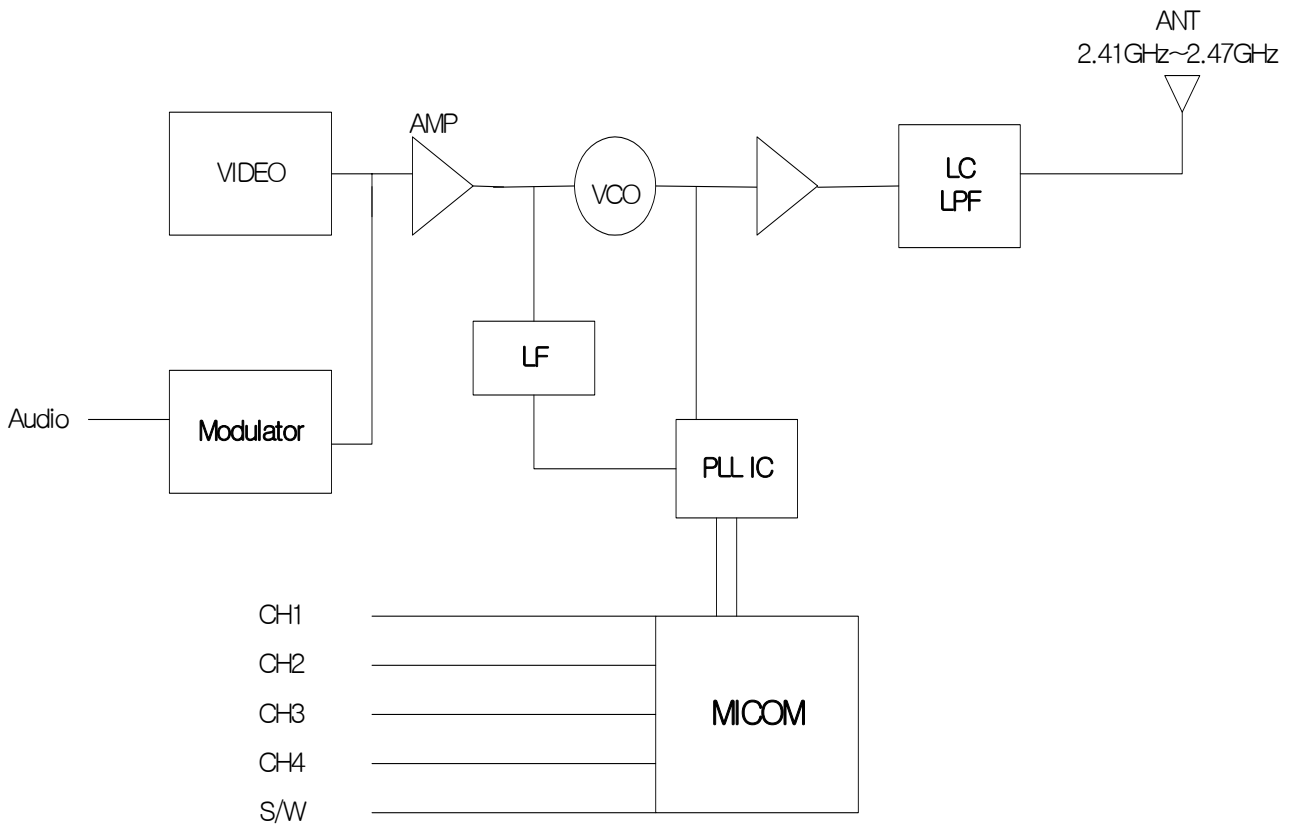 ANT
2.41GHz~2.47GHz
AMP
VIDEO
VCO
LC
LPF
LF
Audio
Modulator
PLL IC
CH1
CH2
CH3
CH4
S/W
MICOM